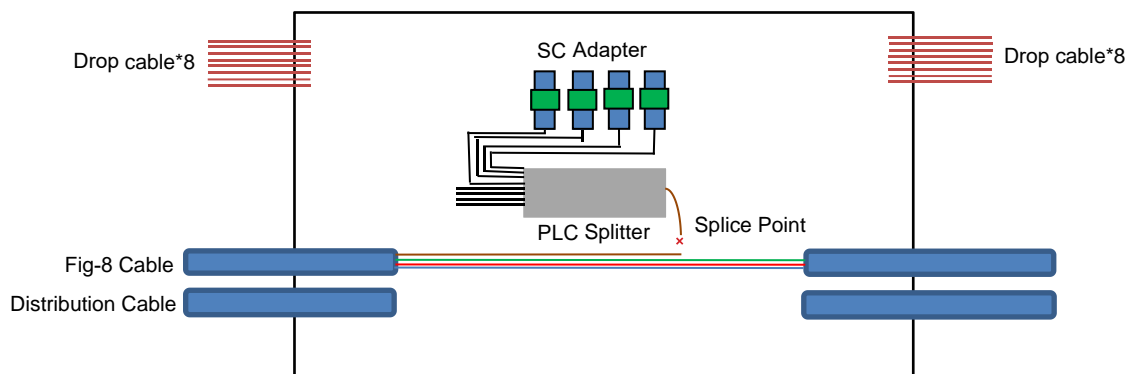 SC Adapter
Drop cable*8
Drop cable*8
PLC Splitter
Splice Point
Fig-8 Cable
Distribution Cable